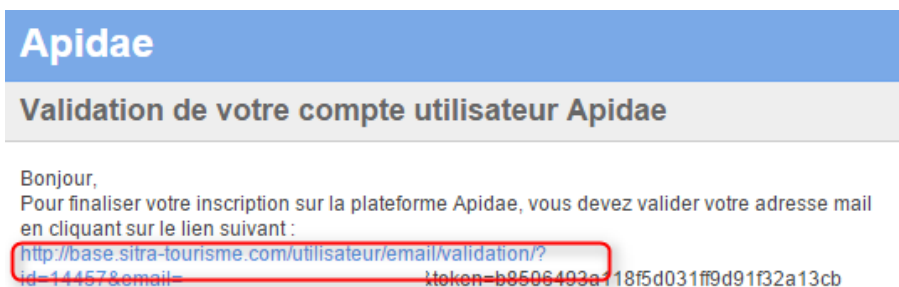 Apidae
Validation de votre compte utilisateur Apidae
Bonjour,
Pour finaliser votre inscription sur la plateforme Apidae, vous devez valider votre adresse mail
en cliquant sur le lien suivant :
http://base.sitra-tourisme.com/utilisateur/email/validation/?
id=14457&email= &token=b8506493a118f5d031ff9d91f32a13cb